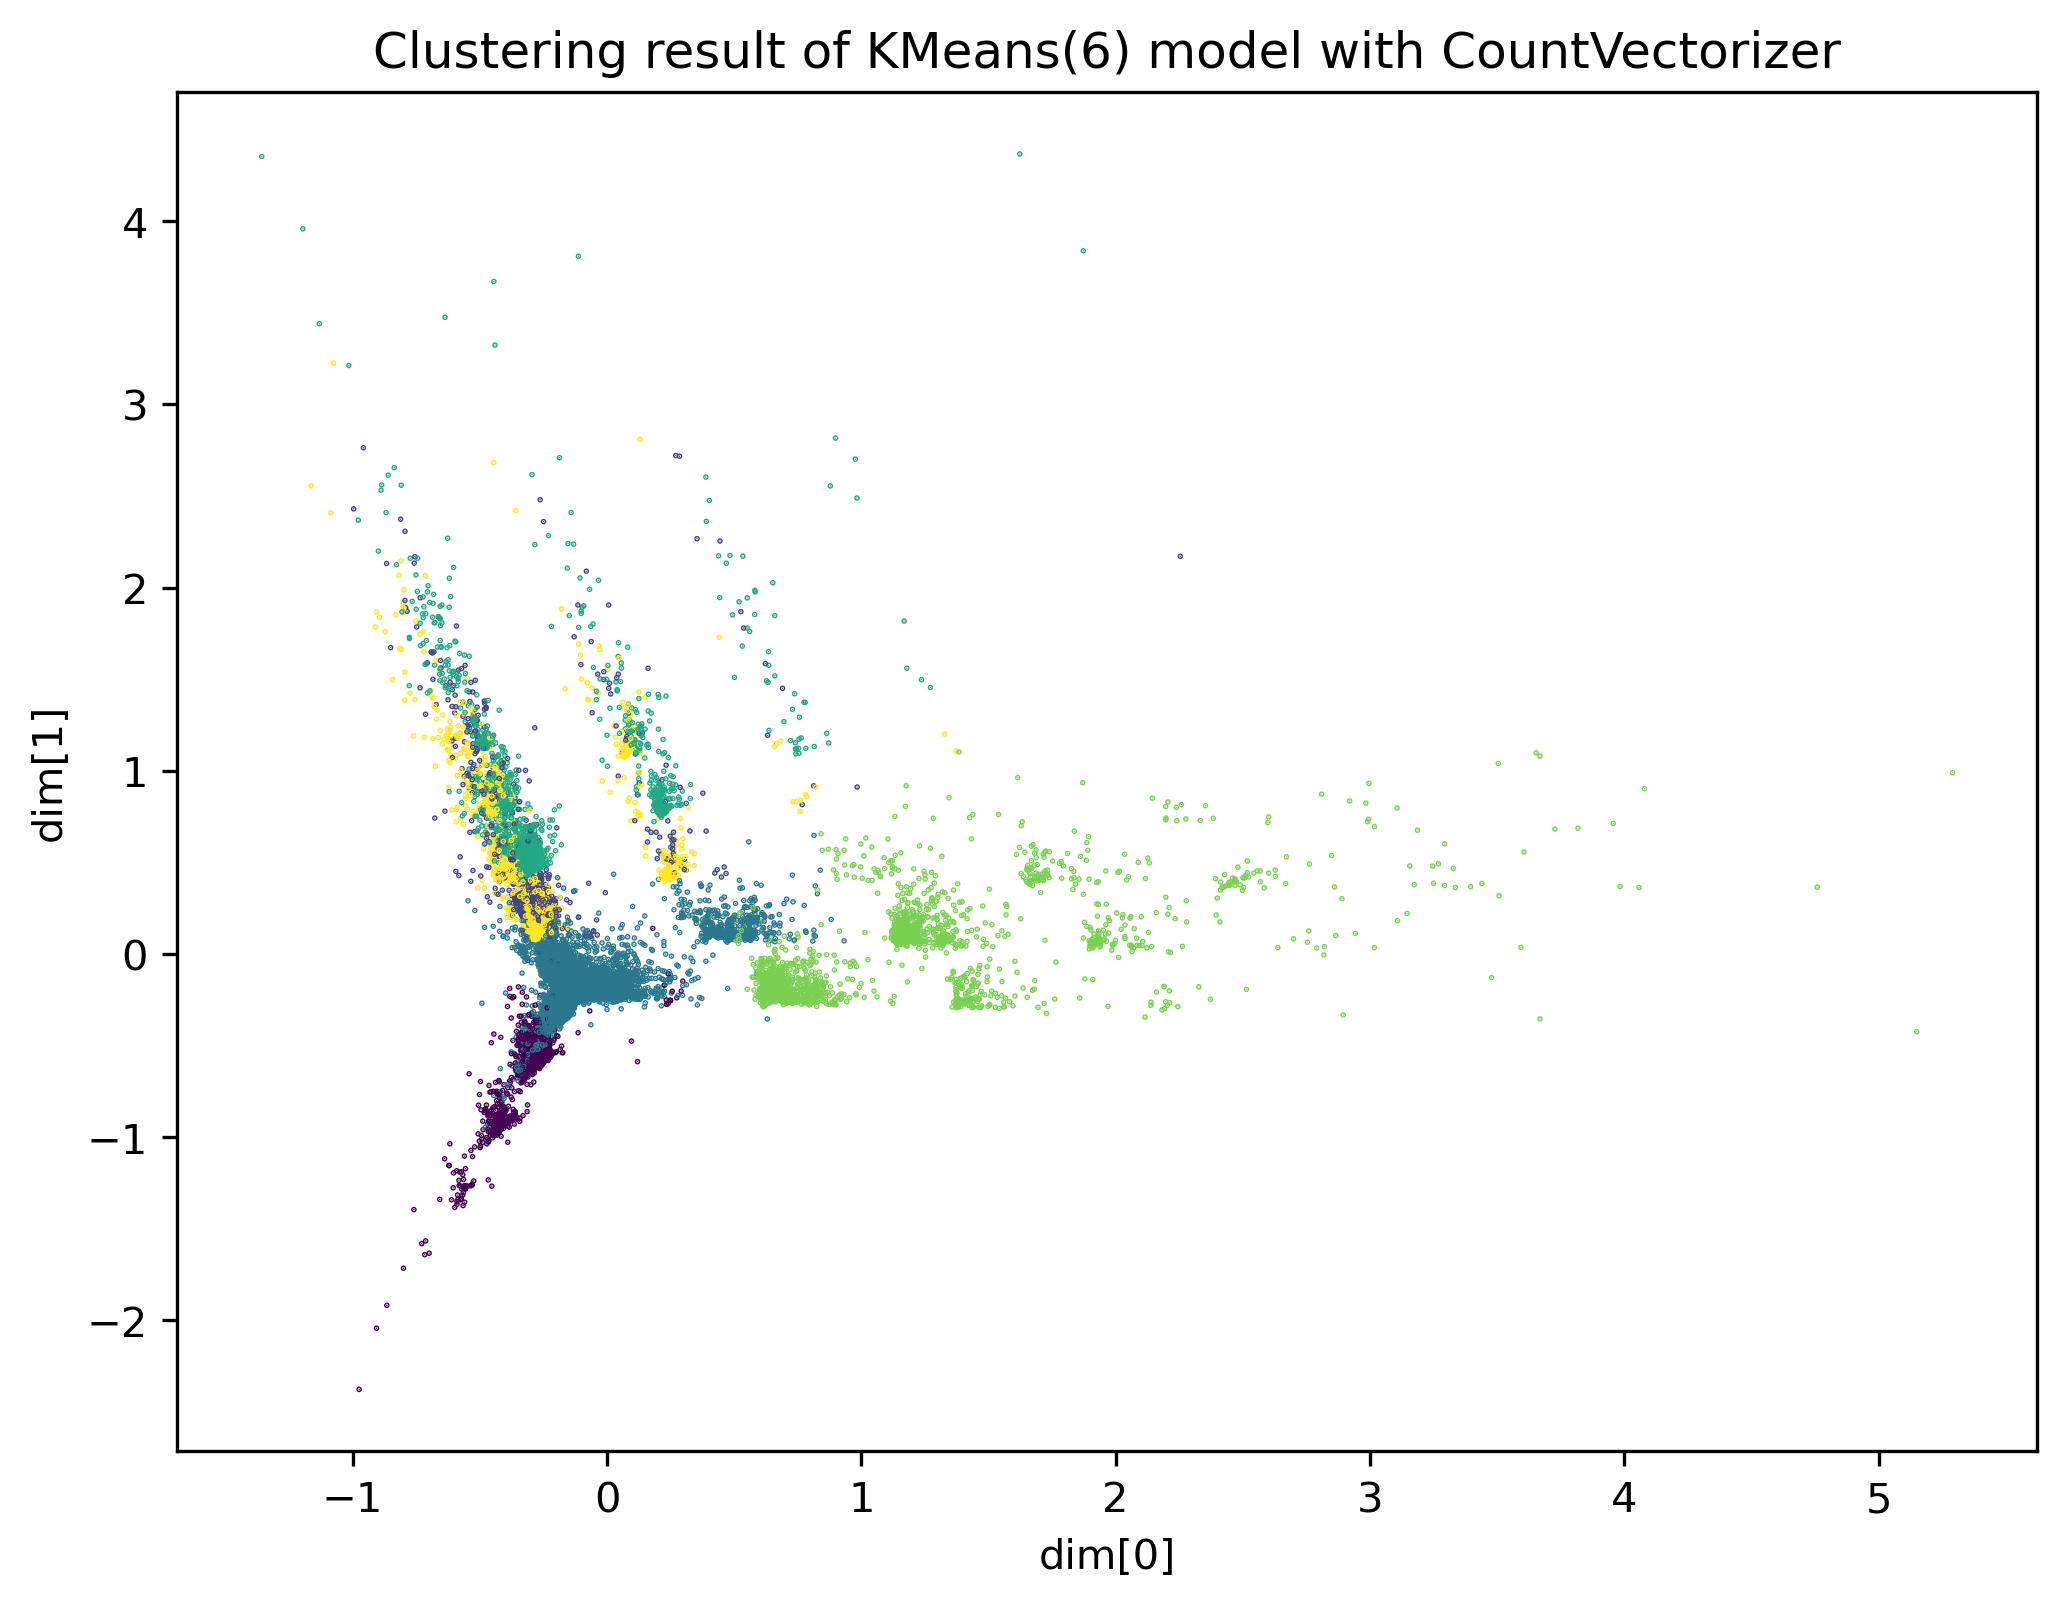 Clustering result of KMeans(6) model with CountVectorizer
4
3
2
1
0
−1
−2
dim[1]
−1 0 1 2 3 4 5
dim[0]